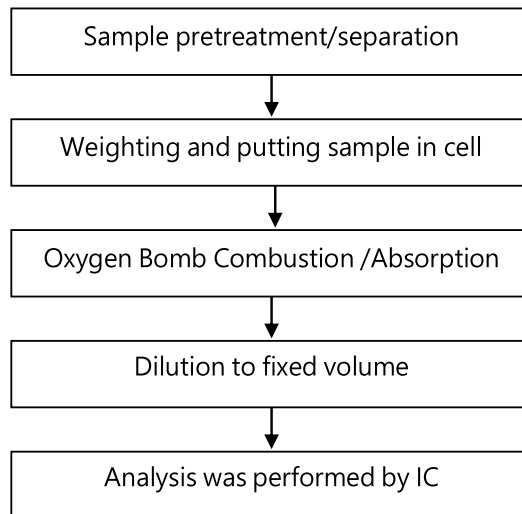 Sample pretreatment/separation
Weighting and putting sample in cell
Oxygen Bomb Combustion /Absorption
Dilution to fixed volume
Analysis was performed by IC